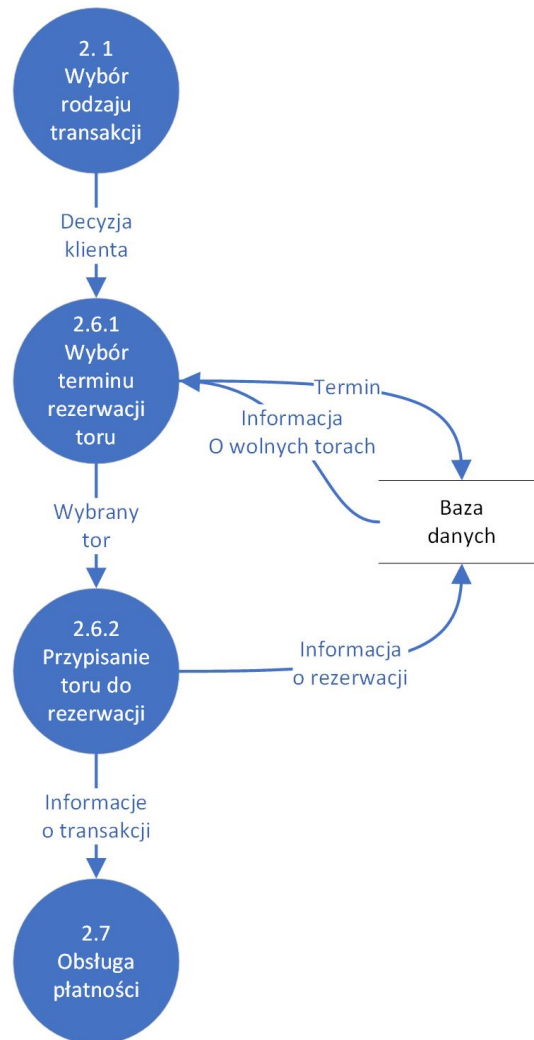 2. 1
Wybór
rodzaju
transakcji
Decyzja
klienta
2.6.1
Wybór
terminu
rezerwacji
toru
Termin
Informacja
O wolnych torach
Baza
danych
Wybrany
tor
2.6.2
Przypisanie
toru do
rezerwacji
Informacja
o rezerwacji
Informacje
o transakcji
2.7
Obsługa
płatności